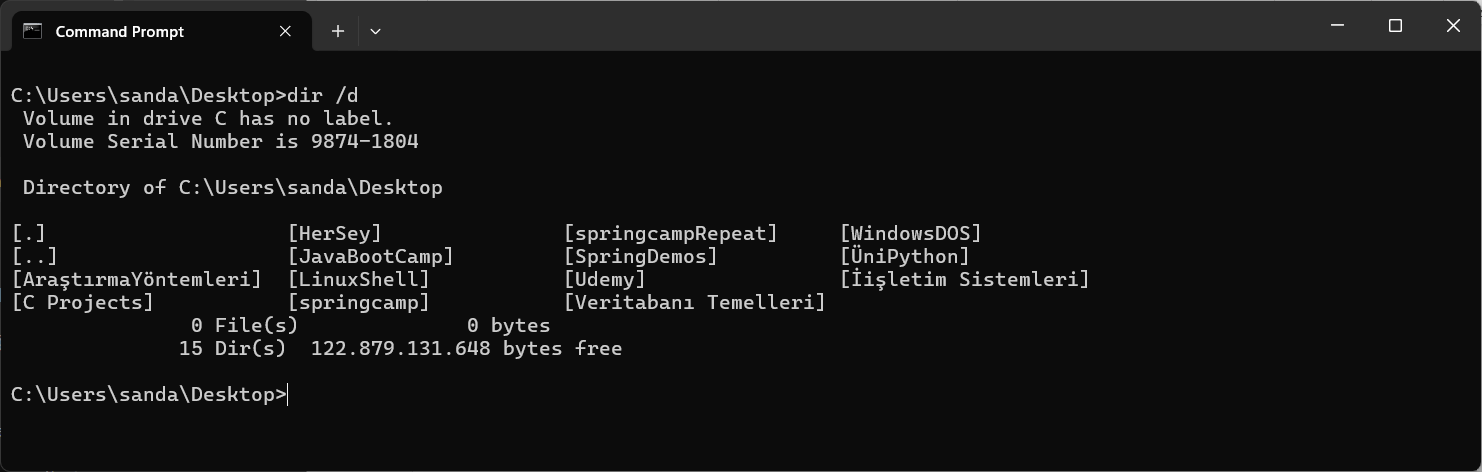 Command Prompt
C:\Users\sanda\Desktop>dir /d
Volume in drive C has no label.
Volume Serial Number is 9874-1804
Directory of C:\Users\sanda\Desktop
[.] [HerSey] [springcampRepeat] [WindowsDOS]
[..] [JavaBootCamp] [SpringDemos] [ÜniPython]
[AraştırmaYöntemleri] [LinuxShell] [Udemy] [İişletim Sistemleri]
[C Projects] [springcamp] [Veritabanı Temelleri]
0 File(s) 0 bytes
15 Dir(s) 122.879.131.648 bytes free
C:\Users\sanda\Desktop>